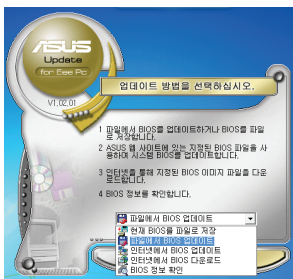 ASUS
Update
for Eee Pc
V1.02.01
업데이트 방법을 선택하십시오.
1 파일에서 BIOS를 업데이트하거나 BIOS를 파일
로 저장합니다.
2 ASUS 웹 사이트에 있는 지정된 BIOS 파일을 사
용하여 시스템 BIOS를 업데이트합니다.
3 인터넷을 통해 지정된 BIOS 이미지 파일을 다운
로드합니다.
4 BIOS 정보를 확인합니다.
파일에서 BIOS 업데이트
현재 BIOS를 파일로 저장
파일에서 BIOS 업데이트
인터넷에서 BIOS 업데이트
인터넷에서 BIOS 다운로드
BIOS 정보 확인